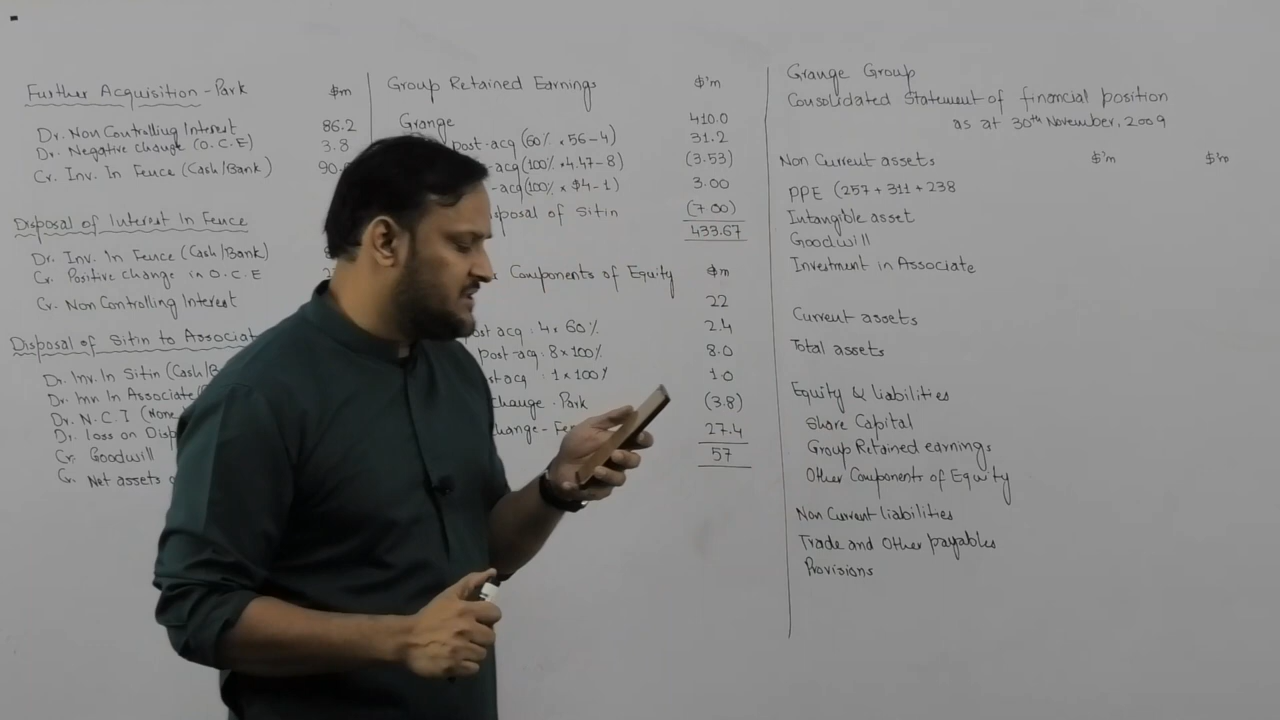 Further Acquisition - Park $m
Dr. Non Controlling Interest 86.2
Dr. Negative change (O.C.E) 3.8
Cr. Inv. In Fence (Cash/Bank) 90.
Disposal of Interest In Fence
Dr. Inv. In Fence (Cash/Bank)
Cr. Positive change in O.C.E
Cr. Non Controlling Interest
Disposal of Sitin to Associat
Dr. Inv. In Sitin (Cash/B
Dr. Inv. In Associate
Dr. N.C.I (None
Dr. loss on Disp
Cr. Goodwill
Cr. Net assets
Group Retained Earnings $'m
Grange 410.0
post-acq (60% × 56-4) 31.2
-acq (100% × 4.47-8) (3.53)
-acq (100% × $4-1) 3.00
sposal of Sitin (7.00)
433.67
Components of Equity $m
22
ost acq : 4 × 60% 2.4
post-acq : 8 × 100% 8.0
st acq : 1 × 100% 1.0
change - Park (3.8)
change - Fe 27.4
57
Grange Group
Consolidated Statement of financial position
as at 30th November, 2009
Non Current assets $'m $'m
PPE (257 + 311 + 238
Intangible asset
Goodwill
Investment in Associate
Current assets
Total assets
Equity & liabilities
Share Capital
Group Retained earnings
Other Components of Equity
Non Current liabilities
Trade and Other payables
Provisions